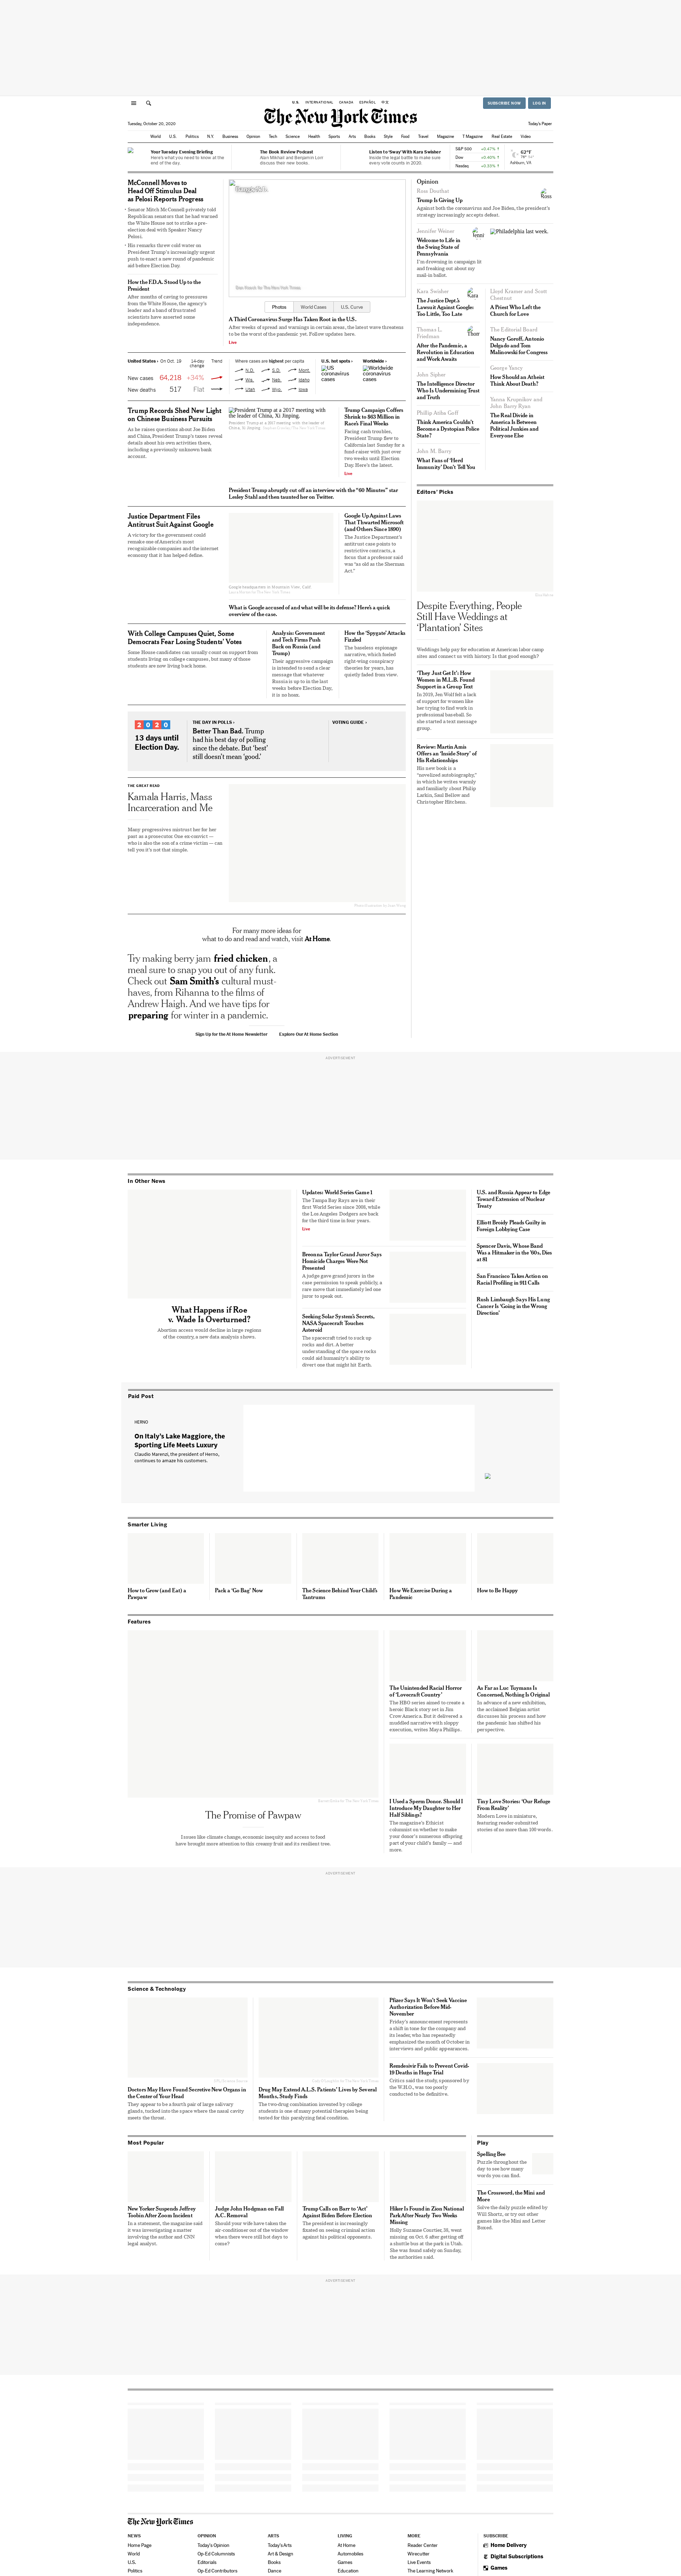 U.S. INTERNATIONAL CANADA ESPAÑOL 中文
SUBSCRIBE NOW
LOG IN
The New York Times
Tuesday, October 20, 2020
Today's Paper
World U.S. Politics N.Y. Business Opinion Tech Science Health Sports Arts Books Style Food Travel Magazine T Magazine Real Estate Video
Your Tuesday Evening Briefing
Here's what you need to know at the end of the day.
The Book Review Podcast
Alex Michael and Benjamin Lorr discuss their new books.
Listen to 'Sway' With Kara Swisher
Inside the legal battle to make sure every vote counts in 2020.
S&P 500 +0.47% ↑
Dow +0.40% ↑
Nasdaq +0.33% ↑
62°F
Ashburn, VA
McConnell Moves to
Head Off Stimulus Deal
as Pelosi Reports Progress
Senator Mitch McConnell privately told
Republican senators that he had warned
the White House not to strike a pre-
election deal with Speaker Nancy
Pelosi.
His remarks threw cold water on
President Trump's increasingly urgent
push to enact a new round of pandemic
aid before Election Day.
How the F.D.A. Stood Up to the
President
After months of caving to pressures
from the White House, the agency's
leader and a band of frustrated
scientists have asserted some
independence.
Photos World Cases U.S. Curve
A Third Coronavirus Surge Has Taken Root in the U.S.
After weeks of spread and warnings in certain areas, the latest wave threatens
to be the worst of the pandemic yet. Follow updates here.
Live
United States › On Oct. 19 14-day change Trend
New cases 64,218 +34%
New deaths 517 Flat
Where cases are highest per capita
N.D. S.D. Mont.
Wis. Neb. Idaho
Utah Wyo. Iowa
U.S. hot spots ›
US coronavirus cases
Worldwide ›
Worldwide coronavirus cases
Trump Records Shed New Light
on Chinese Business Pursuits
As he raises questions about Joe Biden
and China, President Trump's taxes reveal
details about his own activities there,
including a previously unknown bank
account.
President Trump at a 2017 meeting with
the leader of China, Xi Jinping.
President Trump at a 2017 meeting with the leader of
China, Xi Jinping.
Trump Campaign Coffers
Shrink to $63 Million in
Race's Final Weeks
Facing cash troubles,
President Trump flew to
California last Sunday for a
fund-raiser with just over
two weeks until Election
Day. Here's the latest.
Live
President Trump abruptly cut off an interview with the "60 Minutes" star
Lesley Stahl and then taunted her on Twitter.
Justice Department Files
Antitrust Suit Against Google
A victory for the government could
remake one of America's most
recognizable companies and the internet
economy that it has helped define.
Google Up Against Laws
That Thwarted Microsoft
(and Others Since 1890)
The Justice Department's
antitrust case points to
restrictive contracts, a
focus that a professor said
was "as old as the Sherman
Act."
What is Google accused of and what will be its defense? Here's a quick
overview of the case.
With College Campuses Quiet, Some
Democrats Fear Losing Students' Votes
Some House candidates can usually count on support from
students living on college campuses, but many of those
students are now living back home.
Analysis: Government
and Tech Firms Push
Back on Russia (and
Trump)
Their aggressive campaign
is intended to send a clear
message that whatever
Russia is up to in the last
weeks before Election Day,
it is no hoax.
How the 'Spygate' Attacks
Fizzled
The baseless espionage
narrative, which fueled
right-wing conspiracy
theories for years, has
quietly faded from view.
2020
13 days until
Election Day.
THE DAY IN POLLS ›
Better Than Bad. Trump
had his best day of polling
since the debate. But 'best'
still doesn't mean 'good.'
VOTING GUIDE ›
THE GREAT READ
Kamala Harris, Mass
Incarceration and Me
Many progressives mistrust her for her
past as a prosecutor. One ex-convict —
who is also the son of a crime victim — can
tell you it's not that simple.
For many more ideas for
what to do and read and watch, visit At Home.
Try making berry jam fried chicken, a
meal sure to snap you out of any funk.
Check out Sam Smith's cultural must-
haves, from Rihanna to the films of
Andrew Haigh. And we have tips for
preparing for winter in a pandemic.
Sign Up for the At Home Newsletter
Explore Our At Home Section
Opinion
Ross Douthat
Trump Is Giving Up
Against both the coronavirus and Joe Biden, the president's
strategy increasingly accepts defeat.
Jennifer Weiner
Welcome to Life in
the Swing State of
Pennsylvania
I'm drowning in campaign fit
and freaking out about my
mail-in ballot.
Philadelphia last week.
Kara Swisher
The Justice Dept.'s
Lawsuit Against Google:
Too Little, Too Late
Lloyd Kramer and Scott
A Priest Who Left the
Church for Love
Thomas L. Friedman
After the Pandemic, a
Revolution in Education
and Work Awaits
The Editorial Board
Nancy Goroff, Antonio
Delgado and Tom
Malinowski for Congress
John Sipher
The Intelligence Director
Who Is Undermining Trust
and Truth
George Yancy
How Should an Atheist
Think About Death?
Phillip Atiba Goff
Think America Couldn't
Become a Dystopian Police
State?
Yanna Krupnikov and
John Barry Ryan
The Real Divide in
America Is Between
Political Junkies and
Everyone Else
John M. Barry
What Fans of 'Herd
Immunity' Don't Tell You
Editors' Picks
Despite Everything, People
Still Have Weddings at
'Plantation' Sites
Weddings help pay for education at American labor camp
sites with an enslaved history. Is that good enough?
'They Just Get It': How
Women in M.L.B. Found
Support in a Group Text
In 2019, Jen Wolf felt a lack
of support for women like
her trying to find work in
professional baseball. So
she started a text message
group.
Review: Martin Amis
Offers an 'Inside Story' of
His Relationships
His new book is a
"novelized autobiography,"
in which he writes warmly
and familiarly about Philip
Larkin, Saul Bellow and
Christopher Hitchens.
ADVERTISEMENT
In Other News
What Happens if Roe
v. Wade Is Overturned?
Abortion access would decline in large regions
of the country, a new data analysis shows.
Updates: World Series Game 1
The Tampa Bay Rays are in their
first World Series since 2008, while
the Los Angeles Dodgers are back
for the third time in four years.
Live
Breonna Taylor Grand Juror Says
Homicide Charges Were Not
Presented
A judge gave grand jurors in the
case permission to speak publicly, a
rare move that immediately led one
juror to speak out.
Seeking Solar System's Secrets,
NASA Spacecraft Touches
Asteroid
The spacecraft tried to suck up
rocks and dirt. A better
understanding of the space rocks
could aid humanity's ability to
divert one that might hit Earth.
U.S. and Russia Appear to Edge
Toward Extension of Nuclear
Treaty
Elliott Broidy Pleads Guilty in
Foreign Lobbying Case
Spencer Davis, Whose Band
Was a Hitmaker in the '60s, Dies
at 81
San Francisco Takes Action on
Racial Profiling in 911 Calls
Rush Limbaugh Says His Lung
Cancer Is 'Going in the Wrong
Direction'
Paid Post
HERNO
On Italy's Lake Maggiore, the
Sporting Life Meets Luxury
Claudio Marenzi, the president of Herno,
continues to amaze his customers.
Smarter Living
How to Grow (and Eat) a
Pawpaw
Pack a 'Go Bag' Now
The Science Behind Your Child's
Tantrums
How We Exercise During a
Pandemic
How to Be Happy
Features
The Promise of Pawpaw
Issues like climate change, economic inequity and access to food
have brought more attention to this creamy fruit and its resilient tree.
The Unintended Racial Horror
of 'Lovecraft Country'
The HBO series aimed to create a
heroic Black story set in Jim
Crow America. But it delivered a
muddled narrative with sloppy
execution, writes Maya Phillips.
As Far as Luc Tuymans Is
Concerned, Nothing Is Original
In advance of a new exhibition,
the acclaimed Belgian artist
discusses his process and how
the pandemic has shifted his
perspective.
I Used a Sperm Donor. Should I
Introduce My Daughter to Her
Half Siblings?
The magazine's Ethicist
columnist on whether to make
your donor's numerous offspring
part of your child's family — and
more.
Tiny Love Stories: 'Our Refuge
From Reality'
Modern Love in miniature,
featuring reader-submitted
stories of no more than 100 words.
ADVERTISEMENT
Science & Technology
Doctors May Have Found Secretive New Organs in
the Center of Your Head
They appear to be a fourth pair of large salivary
glands, tucked into the space where the nasal cavity
meets the throat.
Drug May Extend A.L.S. Patients' Lives by Several
Months, Study Finds
The two-drug combination invented by college
students is one of many potential therapies being
tested for this paralyzing fatal condition.
Pfizer Says It Won't Seek Vaccine
Authorization Before Mid-
November
Friday's announcement represents
a shift in tone for the company and
its leader, who has repeatedly
emphasized the month of October in
interviews and public appearances.
Remdesivir Fails to Prevent Covid-
19 Deaths in Huge Trial
Critics said the study, sponsored by
the W.H.O., was too poorly
conducted to be definitive.
Most Popular
New Yorker Suspends Jeffrey
Toobin After Zoom Incident
In a statement, the magazine said
it was investigating a matter
involving the author and CNN
legal analyst.
Judge John Hodgman on Fall
A.C. Removal
Should your wife have taken the
air-conditioner out of the window
when there were still hot days to
come?
Trump Calls on Barr to 'Act'
Against Biden Before Election
The president is increasingly
fixated on seeing criminal action
against his political opponents.
Hiker Is Found in Zion National
Park After Nearly Two Weeks
Missing
Holly Suzanne Courtier, 38, went
missing on Oct. 6 after getting off
a shuttle bus at the park in Utah.
She was found safely on Sunday,
the authorities said.
Play
Spelling Bee
Puzzle throughout the
day to see how many
words you can find.
The Crossword, the Mini and
More
Solve the daily puzzle edited by
Will Shortz, or try out other
games like the Mini and Letter
Boxed.
ADVERTISEMENT
The New York Times
NEWS
Home Page
World
U.S.
Politics
OPINION
Today's Opinion
Op-Ed Columnists
Editorials
Op-Ed Contributors
ARTS
Today's Arts
Art & Design
Books
Dance
LIVING
At Home
Automobiles
Games
Education
MORE
Reader Center
Wirecutter
Live Events
The Learning Network
SUBSCRIBE
Home Delivery
Digital Subscriptions
Games